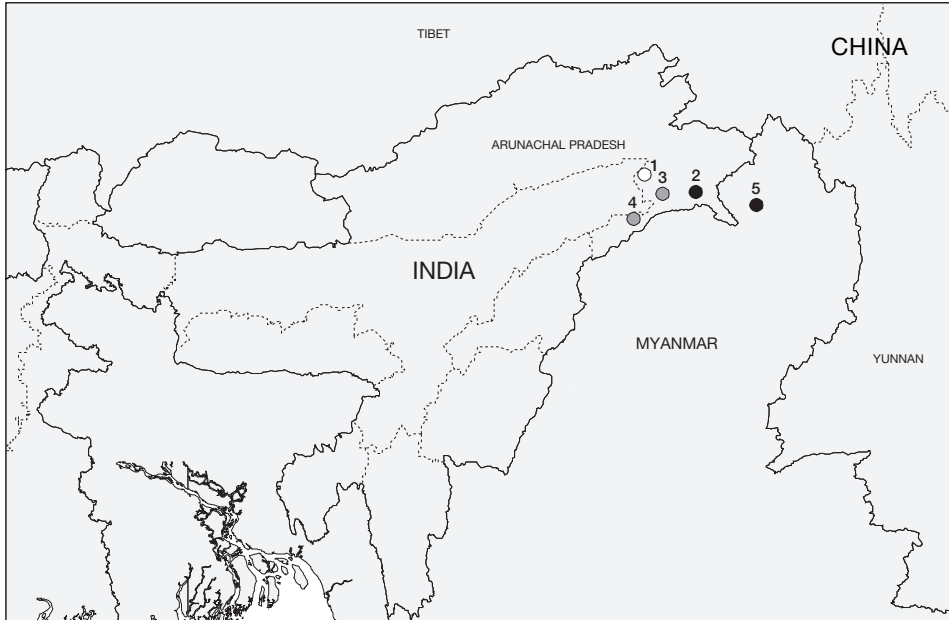 TIBET
CHINA
ARUNACHAL PRADESH
1
3
2
5
4
INDIA
MYANMAR
YUNNAN